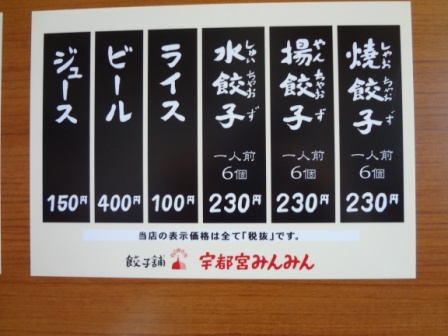 焼餃子
しゃおちゃおず
一人前
6個
230円
揚餃子
やんちゃおず
一人前
6個
230円
水餃子
しゅいちゃおず
一人前
6個
230円
ライス
100円
ビール
400円
ジュース
150円
当店の表示価格は全て「税抜」です。
餃子舗 宇都宮みんみん